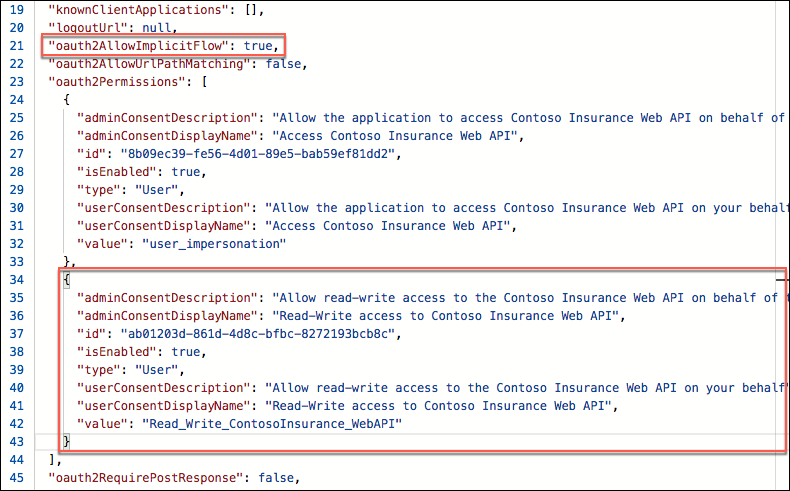 19 "knownClientApplications": [],
20 "logoutUrl": null,
21 "oauth2AllowImplicitFlow": true,
22 "oauth2AllowUrlPathMatching": false,
23 "oauth2Permissions": [
24 {
25 "adminConsentDescription": "Allow the application to access Contoso Insurance Web API on behalf of
26 "adminConsentDisplayName": "Access Contoso Insurance Web API",
27 "id": "8b09ec39-fe56-4d01-89e5-bab59ef81dd2",
28 "isEnabled": true,
29 "type": "User",
30 "userConsentDescription": "Allow the application to access Contoso Insurance Web API on your behalf
31 "userConsentDisplayName": "Access Contoso Insurance Web API",
32 "value": "user_impersonation"
33 },
34 {
35 "adminConsentDescription": "Allow read-write access to the Contoso Insurance Web API on behalf of
36 "adminConsentDisplayName": "Read-Write access to Contoso Insurance Web API",
37 "id": "ab01203d-861d-4d8c-bfbc-8272193bcb8c",
38 "isEnabled": true,
39 "type": "User",
40 "userConsentDescription": "Allow read-write access to the Contoso Insurance Web API on your behalf"
41 "userConsentDisplayName": "Read-Write access to Contoso Insurance Web API",
42 "value": "Read_Write_ContosoInsurance_WebAPI"
43 }
44 ],
45 "oauth2RequirePostResponse": false,